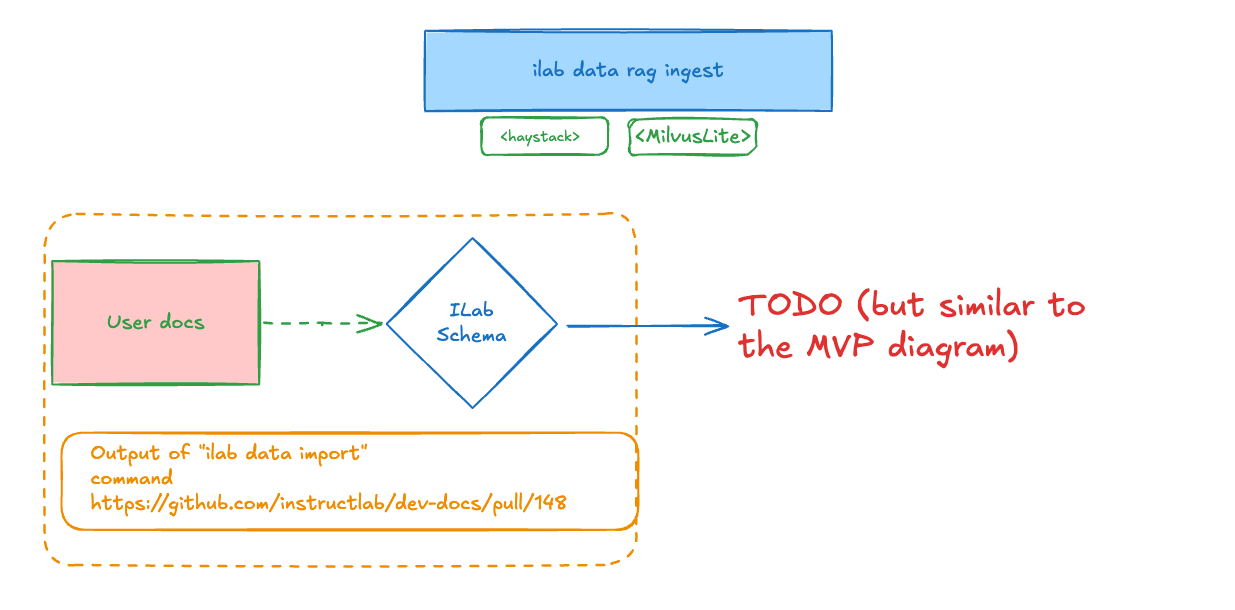 ilab data rag ingest
<haystack>
<MilvusLite>
User docs
ILab
Schema
TODO (but similar to
the MVP diagram)
Output of "ilab data import"
command
https://github.com/instructlab/dev-docs/pull/148